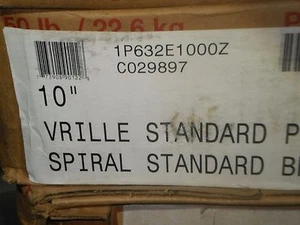 50 lb. / 22.6 kg
1P632E1000Z
C029897
10"
VRILLE STANDARD P
SPIRAL STANDARD B